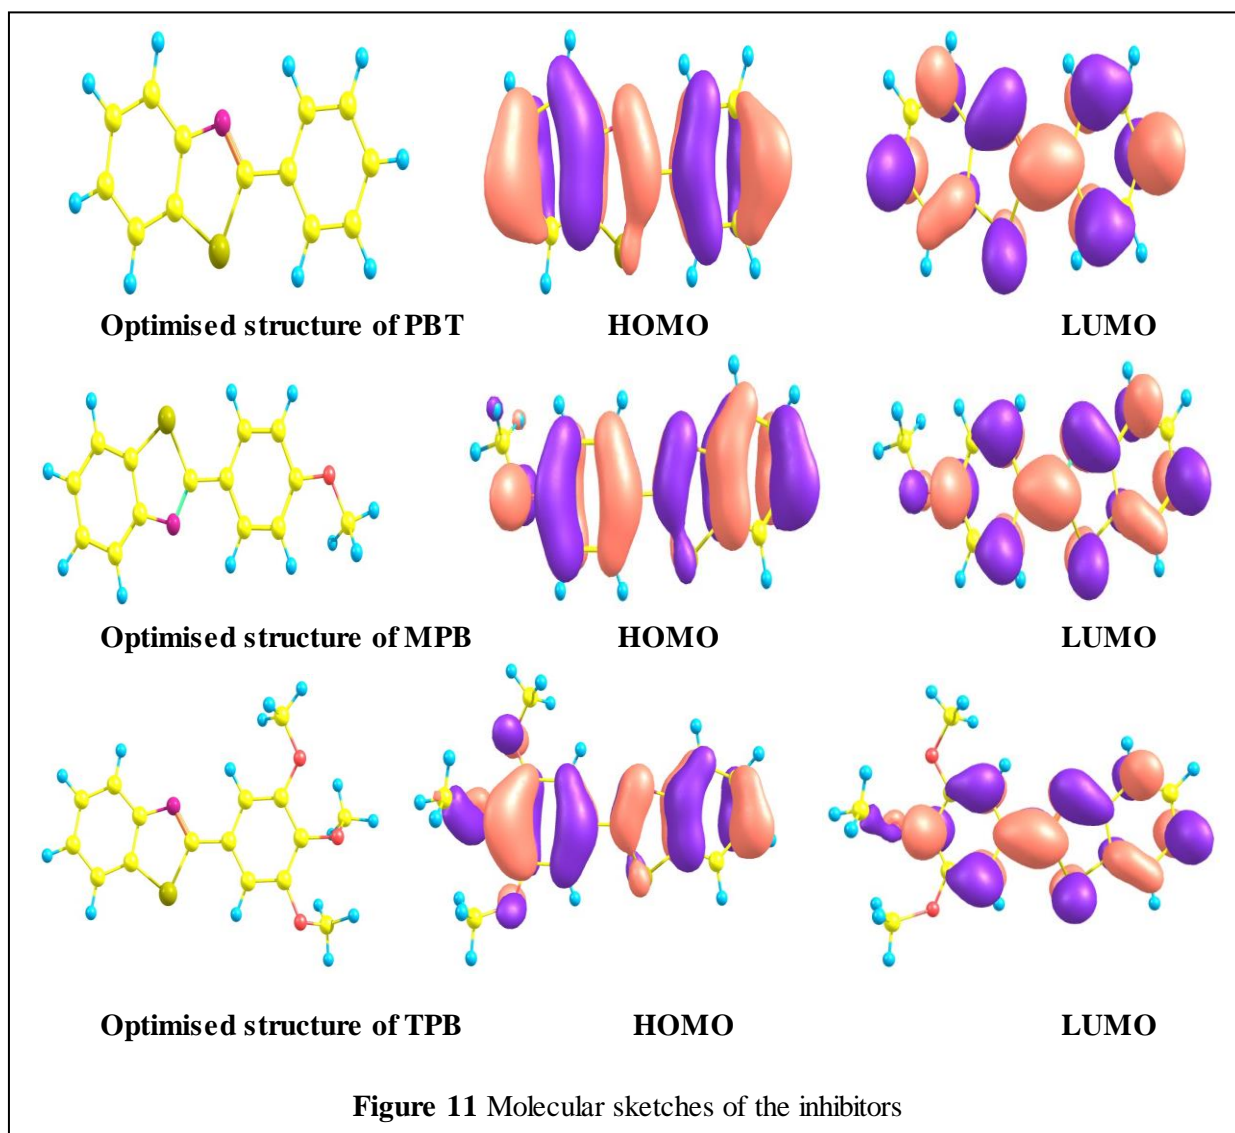 Optimised structure of PBT HOMO LUMO
Optimised structure of MPB HOMO LUMO
Optimised structure of TPB HOMO LUMO
Figure 11 Molecular sketches of the inhibitors